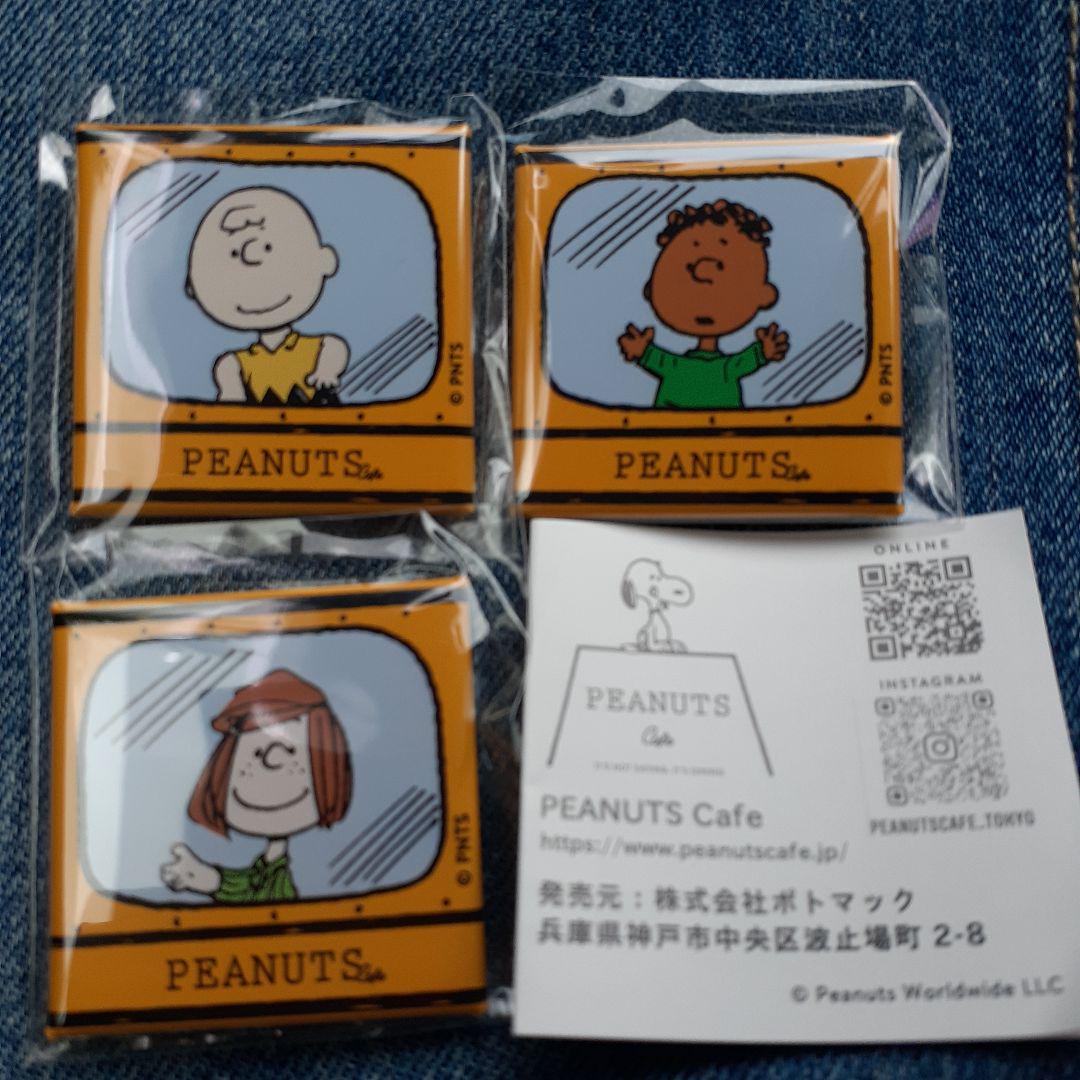 © PNTS
PEANUTS Cafe
© PNTS
PEANUTS Cafe
© PNTS
PEANUTS Cafe
ONLINE
PEANUTS
Cafe
INSTAGRAM
PEANUTSCAFE_TOKYO
PEANUTS Cafe
https://www.peanutscafe.jp/
発売元：株式会社ポトマック
兵庫県神戸市中央区波止場町 2-8
© Peanuts Worldwide LLC